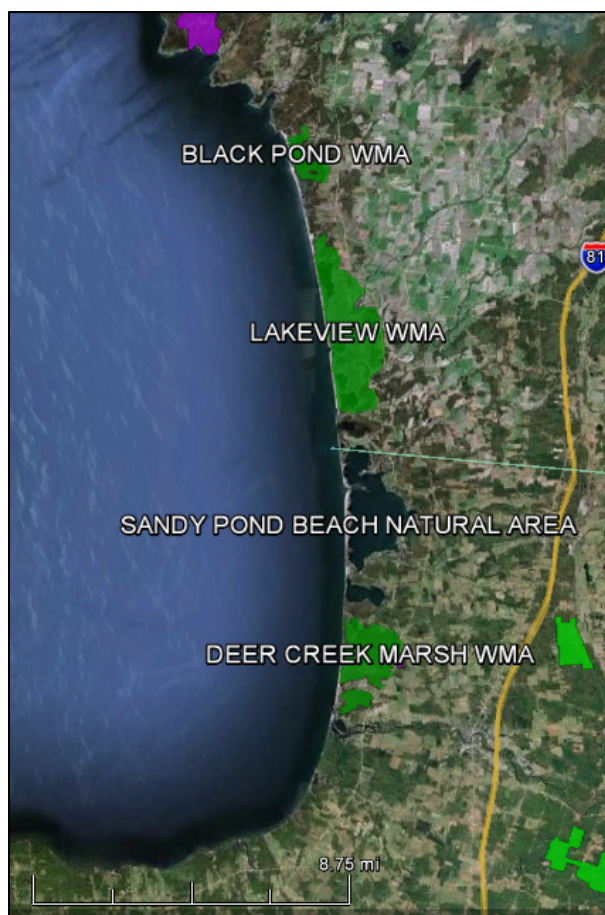 BLACK POND WMA
81
LAKEVIEW WMA
SANDY POND BEACH NATURAL AREA
DEER CREEK MARSH WMA
8.75 mi